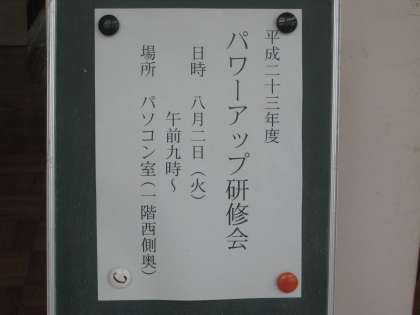 平成二十三年度
パワーアップ研修会
日時 八月二日(火)
午前九時～
場所 パソコン室(一階西側奥)